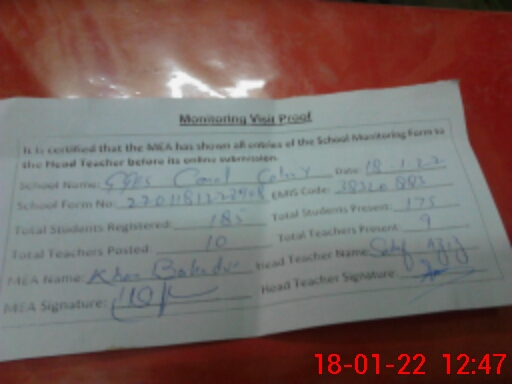 Monitoring Visit Proof
It is certified that the MEA has shown all entries of the School Monitoring Form to
the Head Teacher before its online submission.
School Name: Canal Colony Date: 18-1-22
School Form No: EMIS Code:
Total Students Registered: 185 Total Students Present: 175
Total Teachers Posted: 10 Total Teachers Present: 9
MEA Name: Khan Bahadur Head Teacher Name: Aziz
MEA Signature: Head Teacher Signature:
18-01-22 12:47